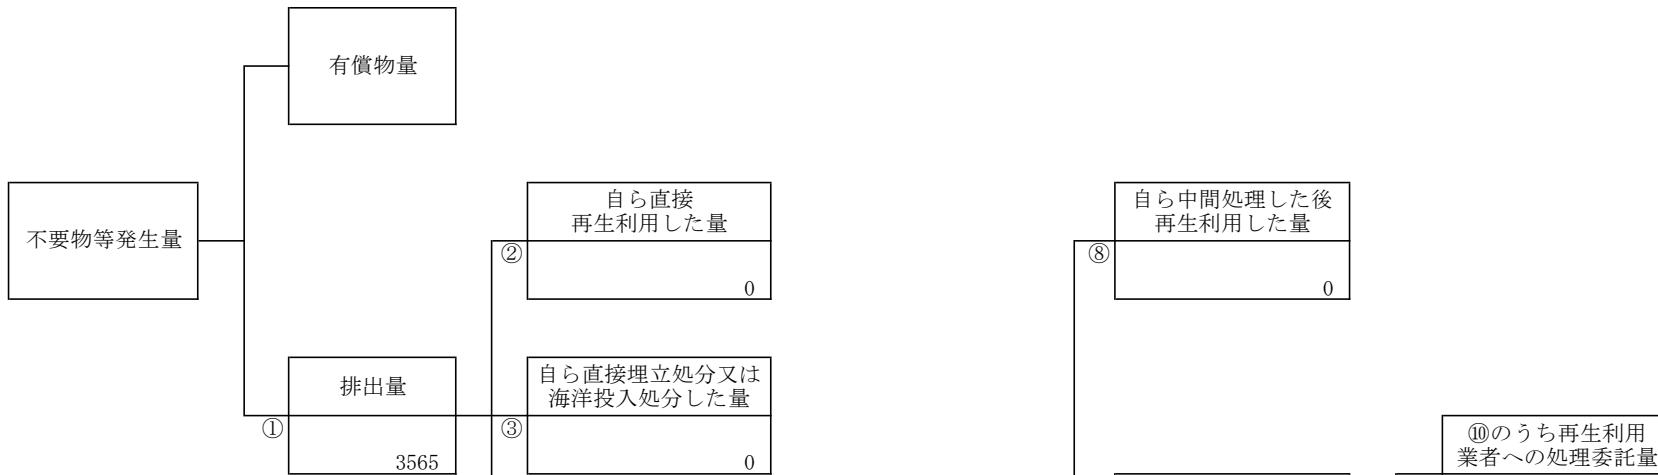 有償物量
不要物等発生量
自ら直接
再生利用した量
②
0
自ら中間処理した後
再生利用した量
⑧
0
排出量
①
3565
自ら直接埋立処分又は
海洋投入処分した量
③
0
⑩のうち再生利用
業者への処理委託量